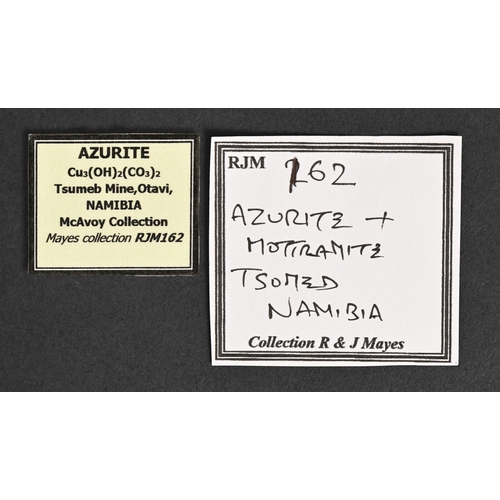 AZURITE
Cu₃(OH)₂(CO₃)₂
Tsumeb Mine,Otavi,
NAMIBIA
McAvoy Collection
Mayes collection RJM162
RJM 162
AZURITE +
MOTTRAMITE
TSOMED
NAMIBIA
Collection R & J Mayes